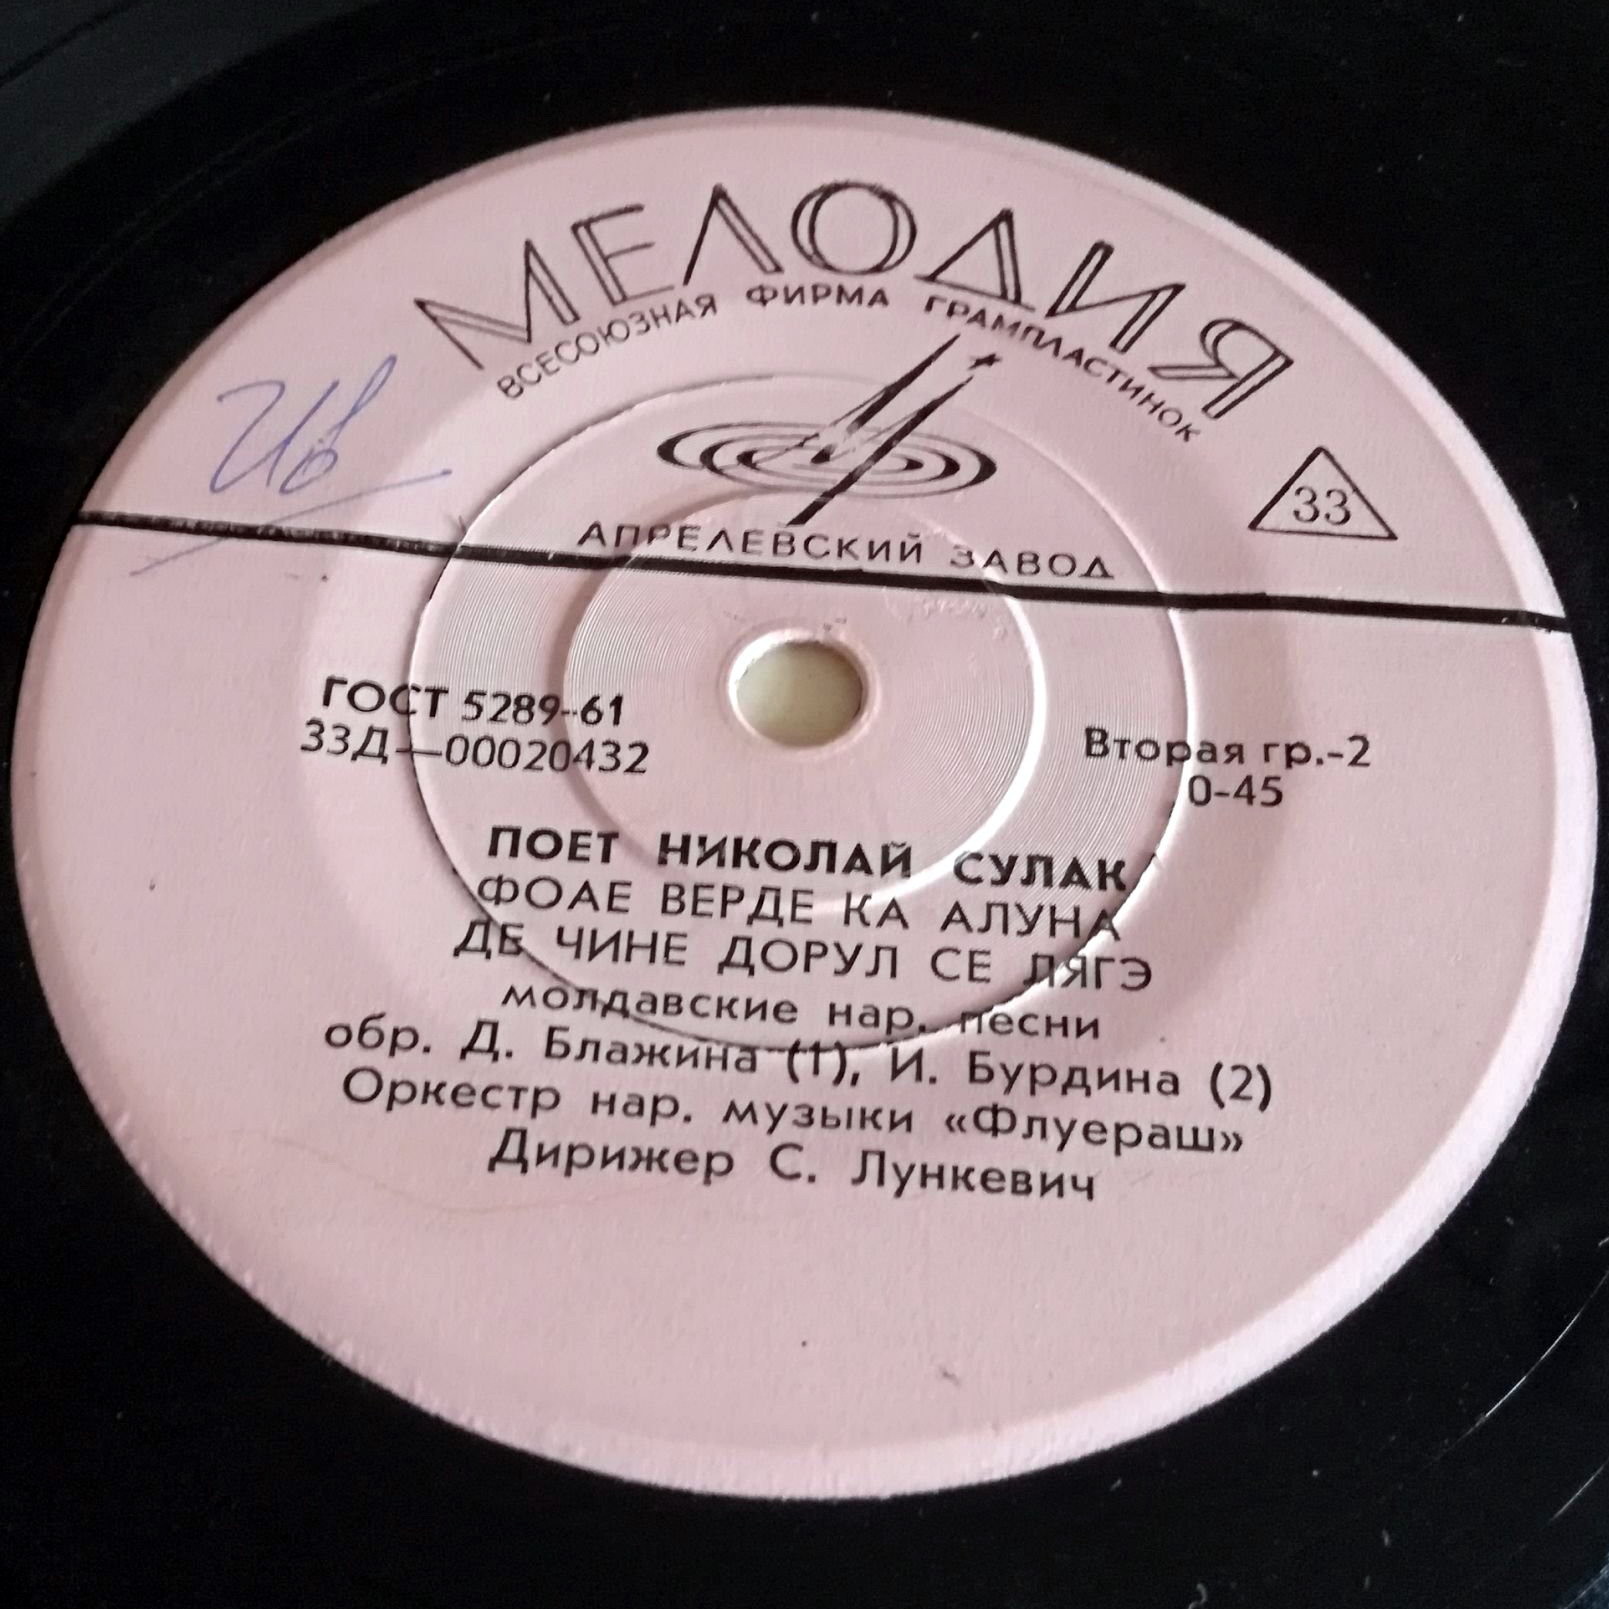 МЕЛОДИЯ
ВСЕСОЮЗНАЯ ФИРМА ГРАМПЛАСТИНОК
33
АПРЕЛЕВСКИЙ ЗАВОД
ГОСТ 5289-61
33Д—00020432
Вторая гр.-2
0-45
ПОЕТ НИКОЛАЙ СУЛАК
ФОАЕ ВЕРДЕ КА АЛУНА
ДЕ ЧИНЕ ДОРУЛ СЕ ЛЯГЭ
молдавские нар. песни
обр. Д. Блажина (1), И. Бурдина (2)
Оркестр нар. музыки «Флуераш»
Дирижер С. Лункевич